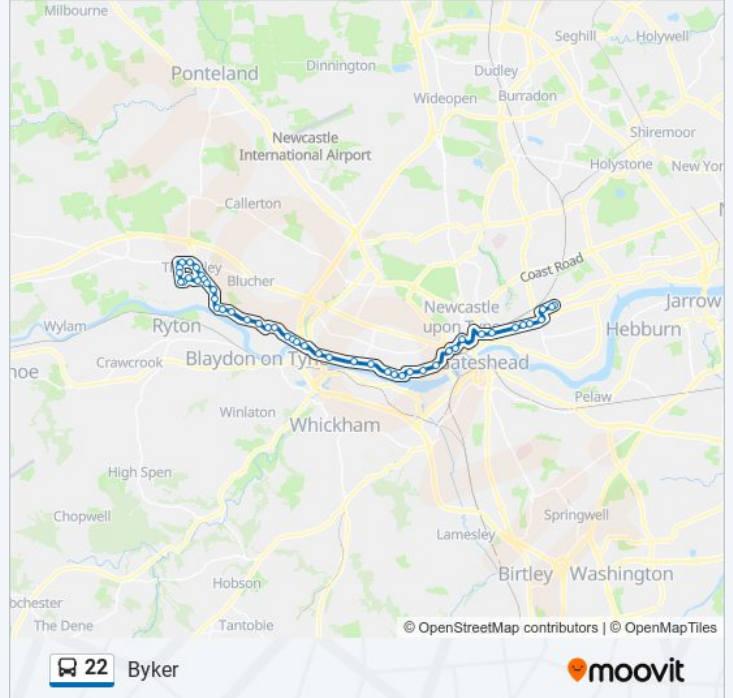 Milbourne
Seghill
Holywell
Ponteland
Dinnington
Dudley
Wideopen
Burradon
Shiremoor
Newcastle
International Airport
Holystone
New Yor
Callerton
Coast Road
Blucher
Newcastle
upon
Jarrow
Wylam
Ryton
Hebburn
Crawcrook
Blaydon on Tyne
Gateshead
Pelaw
Winlaton
Whickham
High Spen
Chopwell
Springwell
Lamesley
Birtley
Washington
Hobson
bchester
The Dene
Tantobie
© OpenStreetMap contributors | © OpenMapTiles
22 Byker
moovit